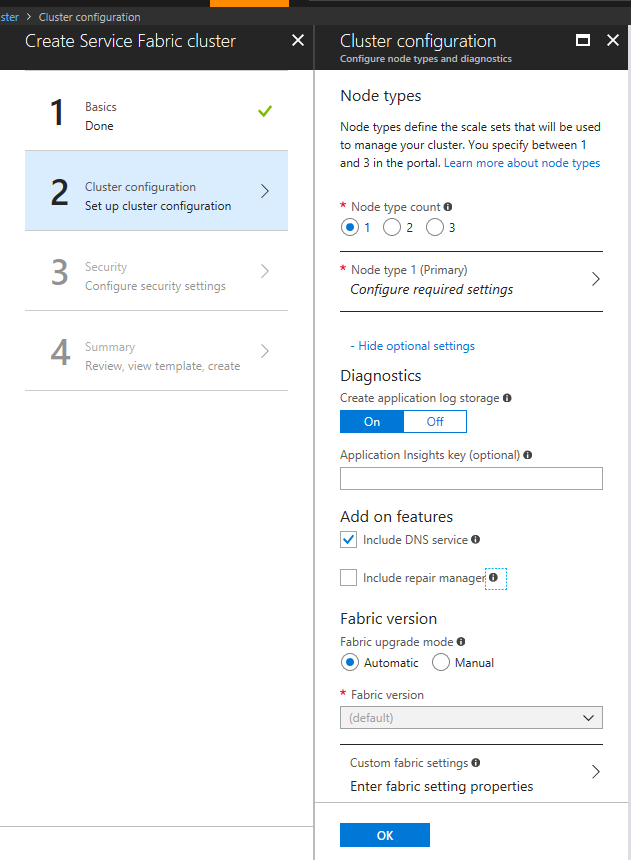 ster > Cluster configuration
Create Service Fabric cluster
1
Basics
Done
2
Cluster configuration
Set up cluster configuration
3
Security
Configure security settings
4
Summary
Review, view template, create
Cluster configuration
Configure node types and diagnostics
Node types
Node types define the scale sets that will be used
to manage your cluster. You specify between 1
and 3 in the portal. Learn more about node types
* Node type count
1 2 3
* Node type 1 (Primary)
Configure required settings
- Hide optional settings
Diagnostics
Create application log storage
On Off
Application Insights key (optional)
Add on features
Include DNS service
Include repair manager
Fabric version
Fabric upgrade mode
Automatic Manual
* Fabric version
(default)
Custom fabric settings
Enter fabric setting properties
OK